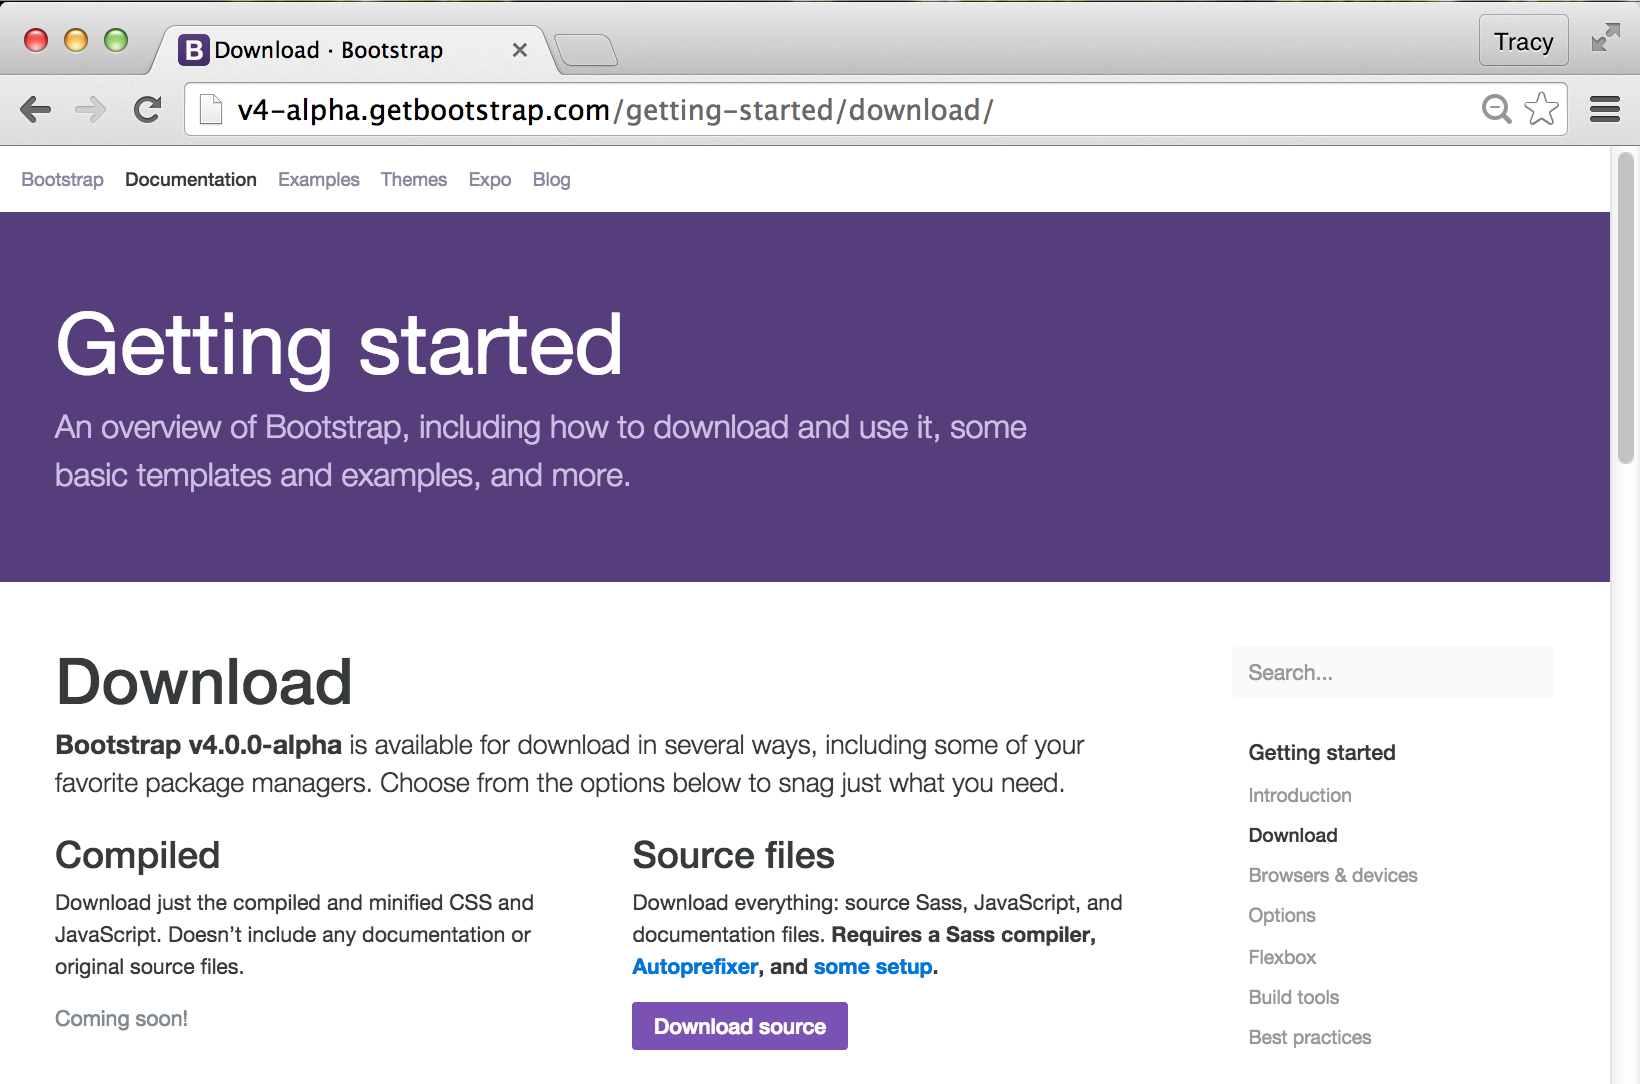 B Download · Bootstrap
Tracy
v4-alpha.getbootstrap.com/getting-started/download/
Bootstrap Documentation Examples Themes Expo Blog
Getting started
An overview of Bootstrap, including how to download and use it, some
basic templates and examples, and more.
Download
Bootstrap v4.0.0-alpha is available for download in several ways, including some of your
favorite package managers. Choose from the options below to snag just what you need.
Compiled
Download just the compiled and minified CSS and
JavaScript. Doesn’t include any documentation or
original source files.
Coming soon!
Source files
Download everything: source Sass, JavaScript, and
documentation files. Requires a Sass compiler,
Autoprefixer, and some setup.
Download source
Search...
Getting started
Introduction
Download
Browsers & devices
Options
Flexbox
Build tools
Best practices